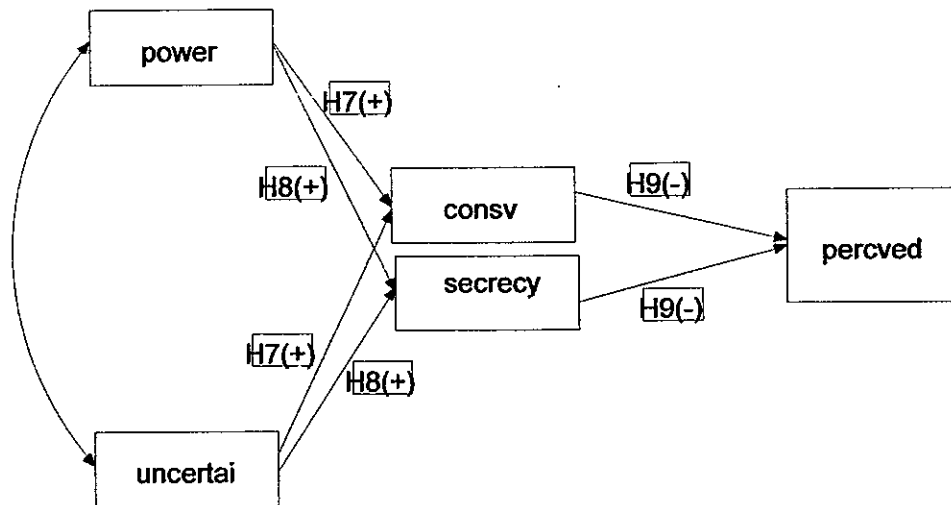 power
H7(+)
H8(+)
consv
H9(-)
percved
secrecy
H9(-)
H7(+)
H8(+)
uncertai